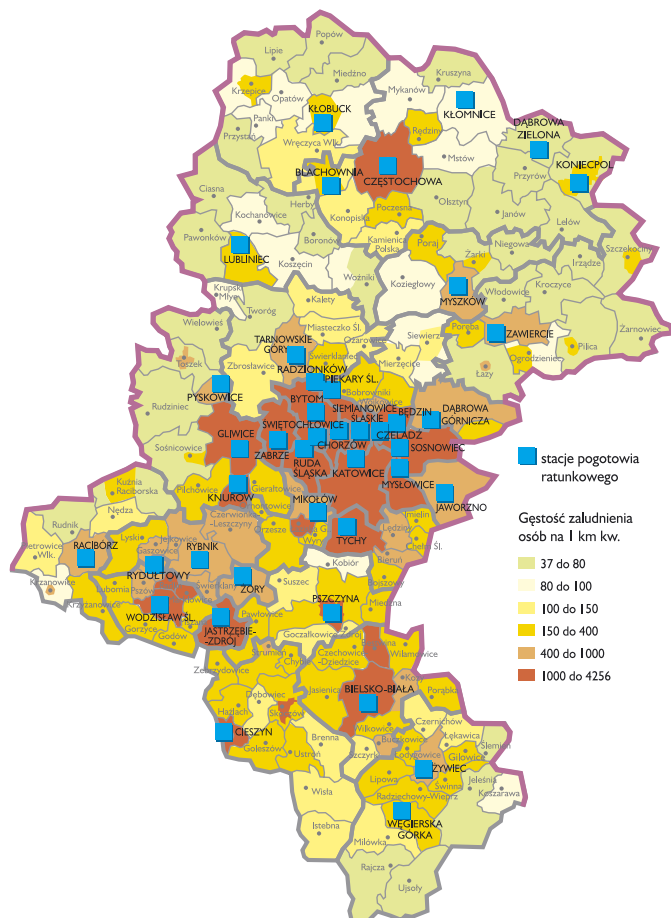 Popów
Lipie
Miedźno
Krzepice
Opatów
KŁOBUCK
Panki
Przystań
Wręczyca Wlk.
Kruszyna
Mykanów
KŁOMNICE
Rędziny
DĄBROWA
ZIELONA
KONIECPOL
Mstów
Przyrów
CZĘSTOCHOWA
BLACHOWNIA
Ciasna
Herby
Olsztyn
Janów
Lelów
Kochanowice
Konopiska
Poczesna
Pawonków
Boronów
Kamienica
Polska
Poraj
Żarki
Niegowa
Szczekociny
LUBLINIEC
Koszęcin
Woźniki
Koziegłowy
Irządze
MYSZKÓW
Włodowice
Kroczyce
Krupski
Młyn
Tworóg
Kalety
Wielowieś
Miasteczko Śl.
TARNOWSKIE
GÓRY
Ożarowice
Siewierz
Poręba
ZAWIERCIE
Żarnowiec
Pilica
Ogrodzieniec
Toszek
Zbrosławice
Świerklaniec
RADZIONKÓW
Mierzęcice
Łazy
PYSKOWICE
PIEKARY ŚL.
Bobrowniki
Rudziniec
BYTOM
SIEMIANOWICE
ŚLĄSKIE
BĘDZIN
DĄBROWA
GÓRNICZA
ŚWIĘTOCHŁOWICE
CZELADŹ
GLIWICE
CHORZÓW
Sośnicowice
ZABRZE
RUDA
ŚLĄSKA
KATOWICE
SOSNOWIEC
MYSŁOWICE
stacje pogotowia
ratunkowego
Kuźnia
Raciborska
Pilchowice
KNURÓW
Gierałtowice
JAWORZNO
Nędza
MIKOŁÓW
Imielin
Gęstość zaludnienia
osób na 1 km kw.
Rudnik
Czerwionka
-Leszczyny
Orzesze
Wyry
TYCHY
Lędziny
Chełm Śl.
RACIBÓRZ
Lyski
Gaszowice
Jejkowice
RYBNIK
Bieruń
Kobiór
37 do 80
80 do 100
100 do 150
150 do 400
400 do 1000
1000 do 4256
RYDUŁTOWY
Krzanowice
ŻORY
Suszec
Bojszowy
Lubomia
Pszów
PSZCZYNA
Miedźna
Krzyżanowice
WODZISŁAW ŚL.
Pawłowice
Gorzyce
Godów
JASTRZĘBIE-
-ZDRÓJ
Goczałkowice Zdrój
Strumień
Chybie
Czechowice
-Dziedzice
Zebrzydowice
Wilamowice
Dębowiec
Jasienica
BIELSKO-BIAŁA
Kozy
Porąbka
Hażlach
Skoczów
Czernichów
CIESZYN
Wilkowice
Łękawica
Goleszów
Brenna
Szczyrk
Buczkowice
Łodygowice
Ślemień
Gilowice
Ustroń
ŻYWIEC
Lipowa
Świnna
Jeleśnia
Koszarawa
Wisła
Radziechowy-Wieprz
WĘGIERSKA
GÓRKA
Istebna
Milówka
Rajcza
Ujsoły